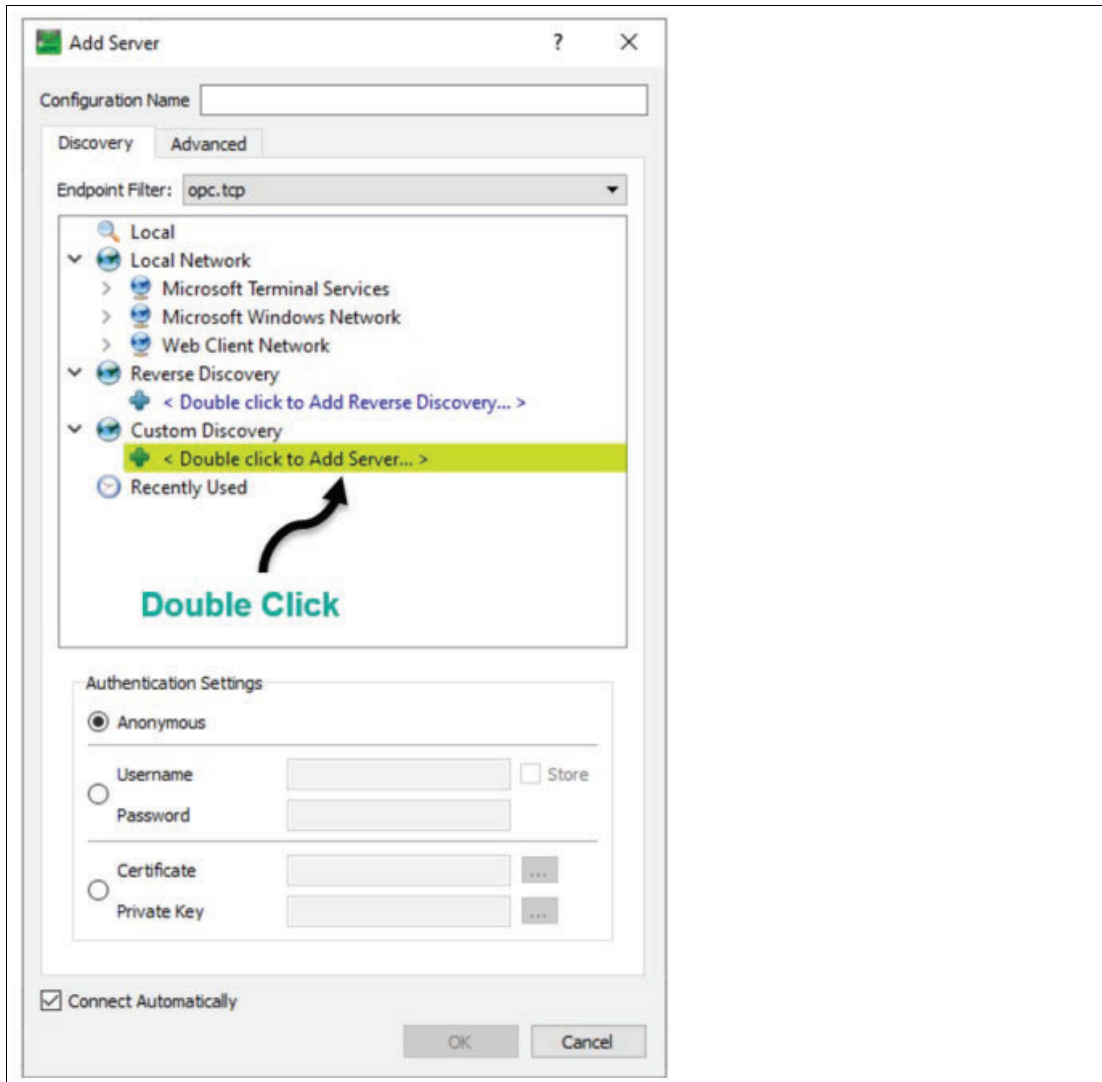 Add Server
?
Configuration Name
Discovery Advanced
Endpoint Filter: opc.tcp
Local
Local Network
Microsoft Terminal Services
Microsoft Windows Network
Web Client Network
Reverse Discovery
< Double click to Add Reverse Discovery... >
Custom Discovery
< Double click to Add Server... >
Recently Used
Double Click
Authentication Settings
Anonymous
Username Store
Password
Certificate ...
Private Key ...
Connect Automatically
OK Cancel